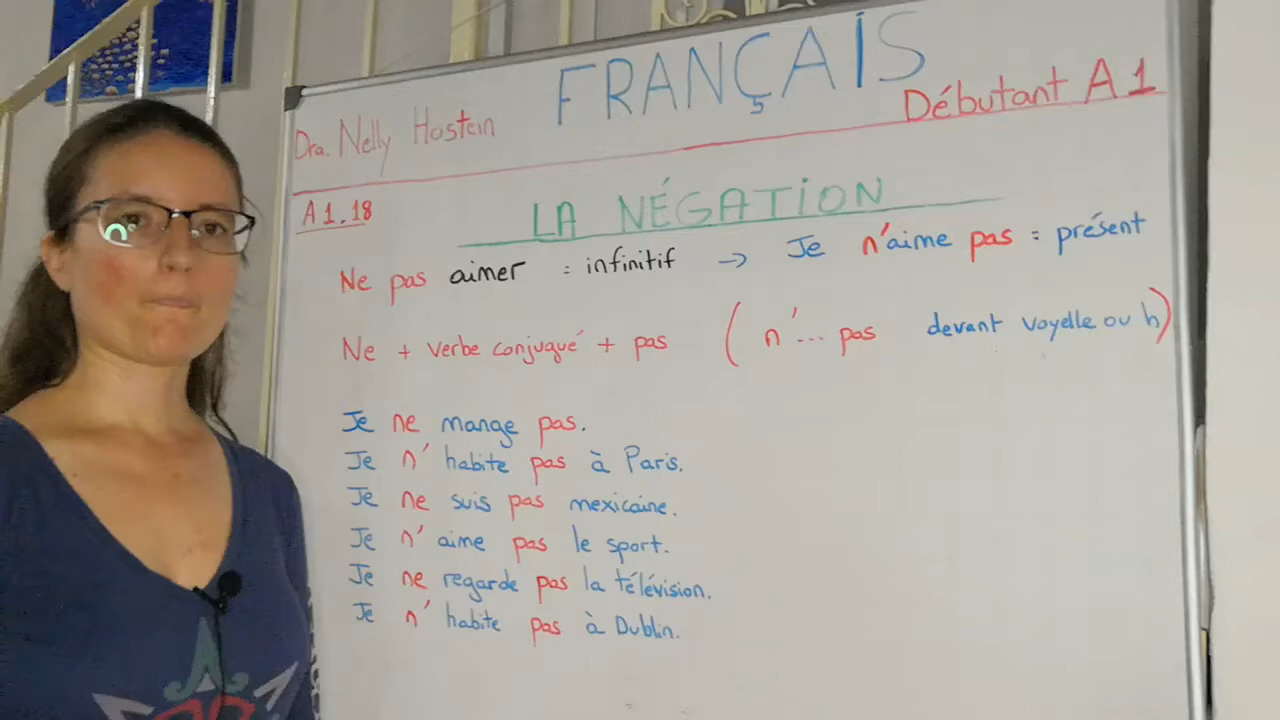 FRANÇAIS
Dra. Nelly Hostein
Débutant A1
A1.18
LA NÉGATION
Ne pas aimer = infinitif → Je n'aime pas = présent
Ne + verbe conjugué + pas ( n'... pas devant voyelle ou h)
Je ne mange pas.
Je n'habite pas à Paris.
Je ne suis pas mexicaine.
Je n'aime pas le sport.
Je ne regarde pas la télévision.
Je n'habite pas à Dublin.